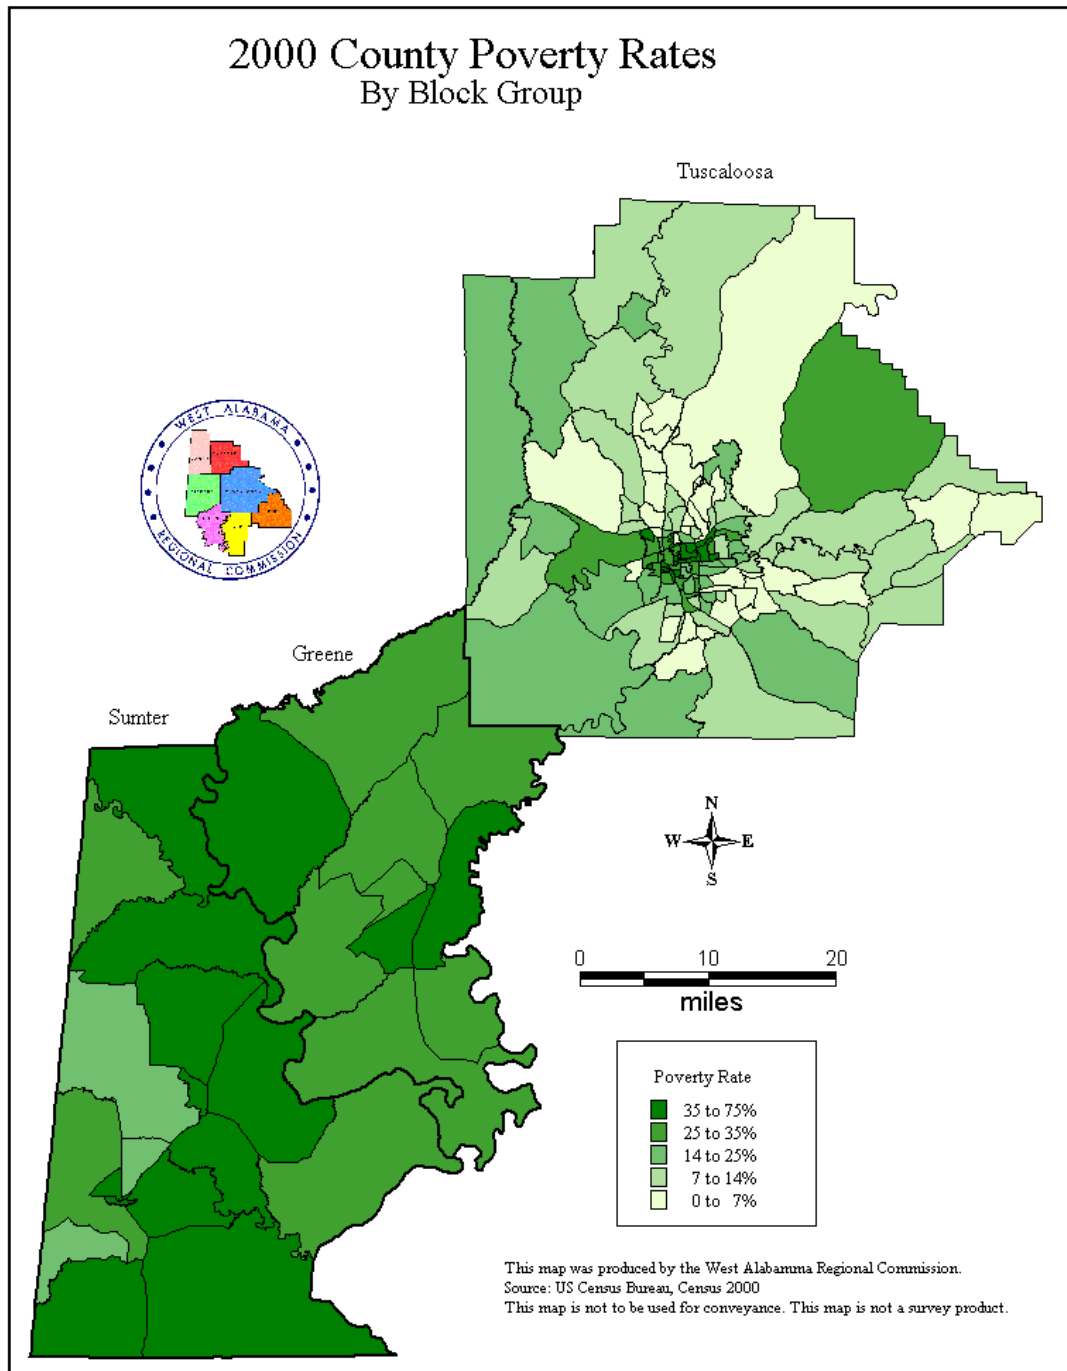 2000 County Poverty Rates
By Block Group
Tuscaloosa
WEST ALABAMA
REGIONAL COMMISSION
Greene
Sumter
N
W E
S
0 10 20
miles
Poverty Rate
35 to 75%
25 to 35%
14 to 25%
7 to 14%
0 to 7%
This map was produced by the West Alabamma Regional Commission.
Source: US Census Bureau, Census 2000
This map is not to be used for conveyance. This map is not a survey product.